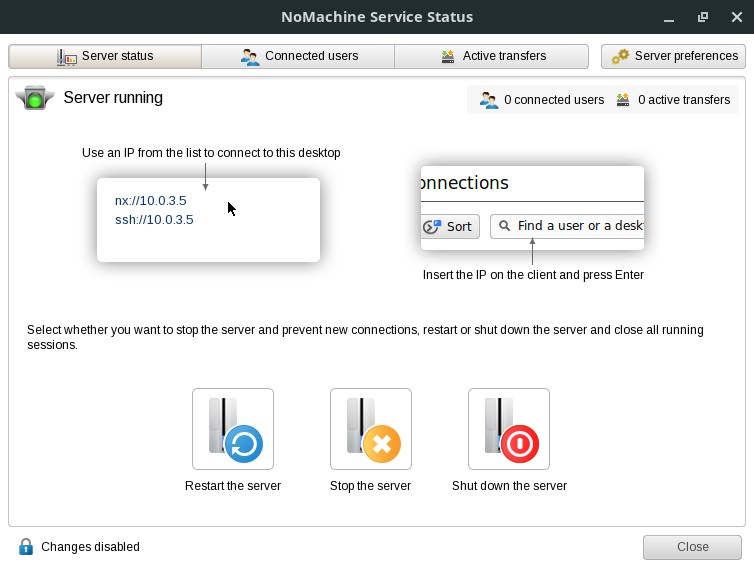 NoMachine Service Status
Server status
Connected users
Active transfers
Server preferences
Server running
0 connected users
0 active transfers
Use an IP from the list to connect to this desktop
nx://10.0.3.5
ssh://10.0.3.5
onnections
Sort
Find a user or a desk
Insert the IP on the client and press Enter
Select whether you want to stop the server and prevent new connections, restart or shut down the server and close all running
sessions.
Restart the server
Stop the server
Shut down the server
Changes disabled
Close